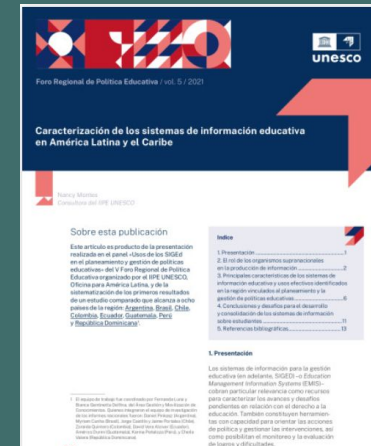 unesco
Foro Regional de Política Educativa / vol. 5 / 2021
Caracterización de los sistemas de información educativa
en América Latina y el Caribe
Nancy Montes
Consultora del IIPE UNESCO
Sobre esta publicación
Este artículo es producto de la presentación
realizada en el panel «Usos de los SIGEd
en el planeamiento y gestión de políticas
educativas» del V Foro Regional de Política
Educativa organizado por el IIPE UNESCO,
Oficina para América Latina, y de la
sistematización de los primeros resultados
de un estudio comparado que alcanza a ocho
países de la región: Argentina, Brasil, Chile,
Colombia, Ecuador, Guatemala, Perú
y República Dominicana¹.
Índice
1. Presentación 1
2. El rol de los organismos supranacionales
en la producción de información 2
3. Principales características de los sistemas de
información educativa y usos efectivos identificados
en la región vinculados al planeamiento y la
gestión de políticas educativas 6
4. Conclusiones y desafíos para el desarrollo
y consolidación de los sistemas de información
sobre estudiantes 11
5. Referencias bibliográficas 13
1. Presentación
Los sistemas de información para la gestión
educativa (en adelante, SIGED) –o Education
Management Information Systems (EMIS)–
cobran particular relevancia como recursos
para caracterizar los avances y desafíos
pendientes en relación con el derecho a la
educación. También constituyen herramien-
tas con capacidad para orientar las acciones
de política y gestionar las intervenciones, así
como posibilitan el monitoreo y la evaluación
de logros y dificultades.